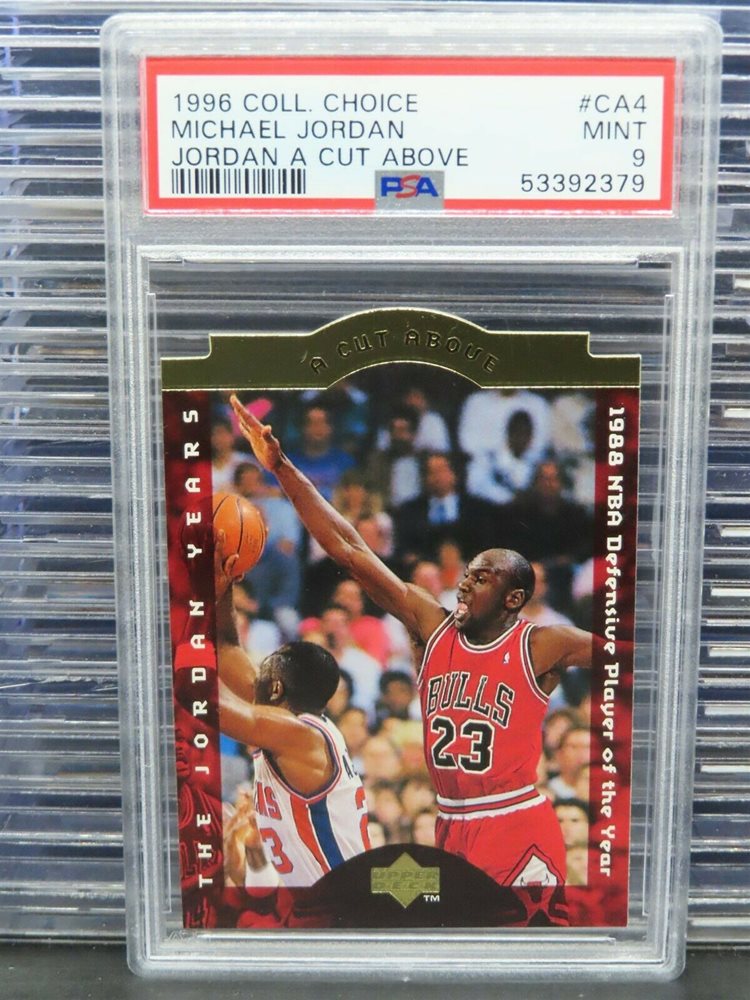 1996 COLL. CHOICE #CA4
MICHAEL JORDAN MINT
JORDAN A CUT ABOVE 9
PSA 53392379
A CUT ABOVE
THE JORDAN YEARS
1988 NBA Defensive Player of the Year
BULLS
23
UPPER
DECK
TM